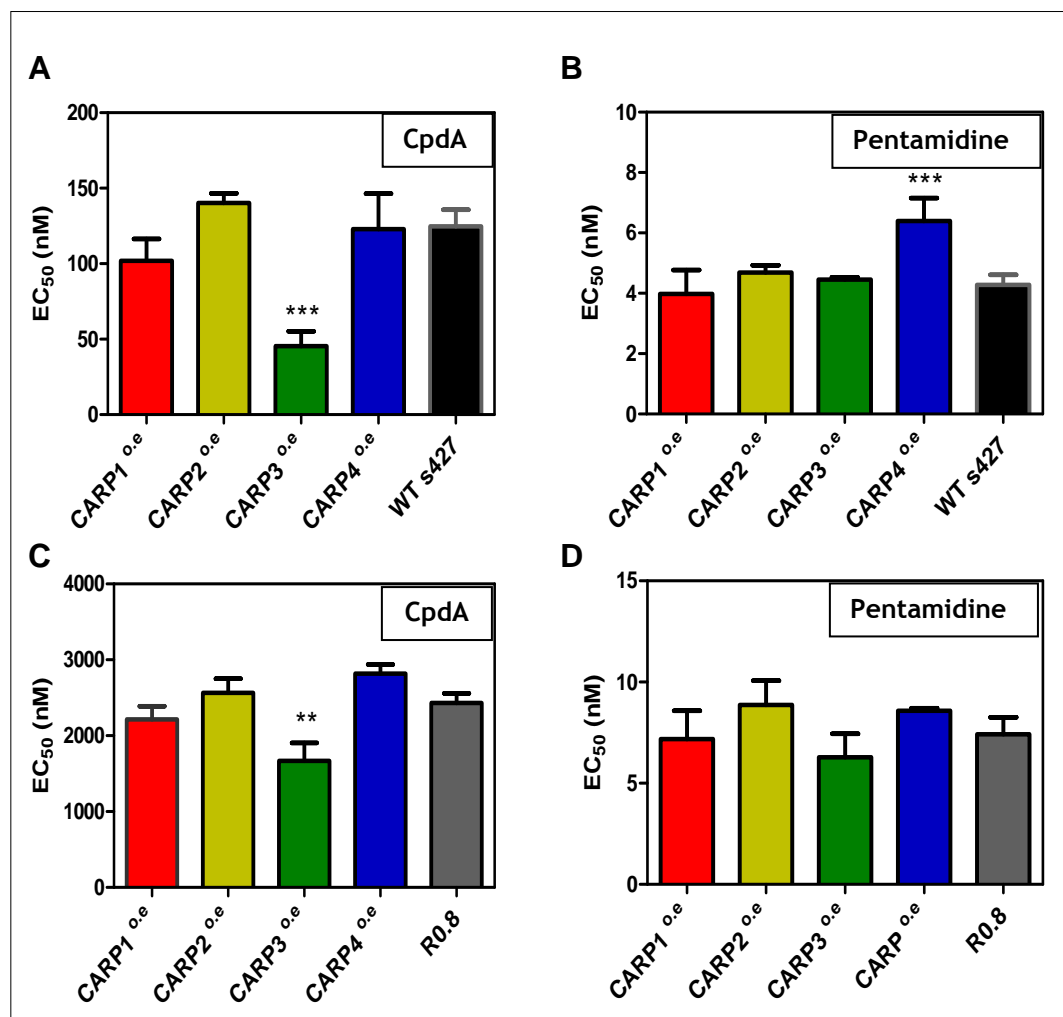 A
CpdA
EC50 (nM)
200
150
100
50
0
***
CARP1 o.e
CARP2 o.e
CARP3 o.e
CARP4 o.e
WT s427
B
Pentamidine
EC50 (nM)
10
8
6
4
2
0
***
CARP1 o.e
CARP2 o.e
CARP3 o.e
CARP4 o.e
WT s427
C
CpdA
EC50 (nM)
4000
3000
2000
1000
0
**
CARP1 o.e
CARP2 o.e
CARP3 o.e
CARP4 o.e
R0.8
D
Pentamidine
EC50 (nM)
15
10
5
0
CARP1 o.e
CARP2 o.e
CARP3 o.e
CARP o.e
R0.8